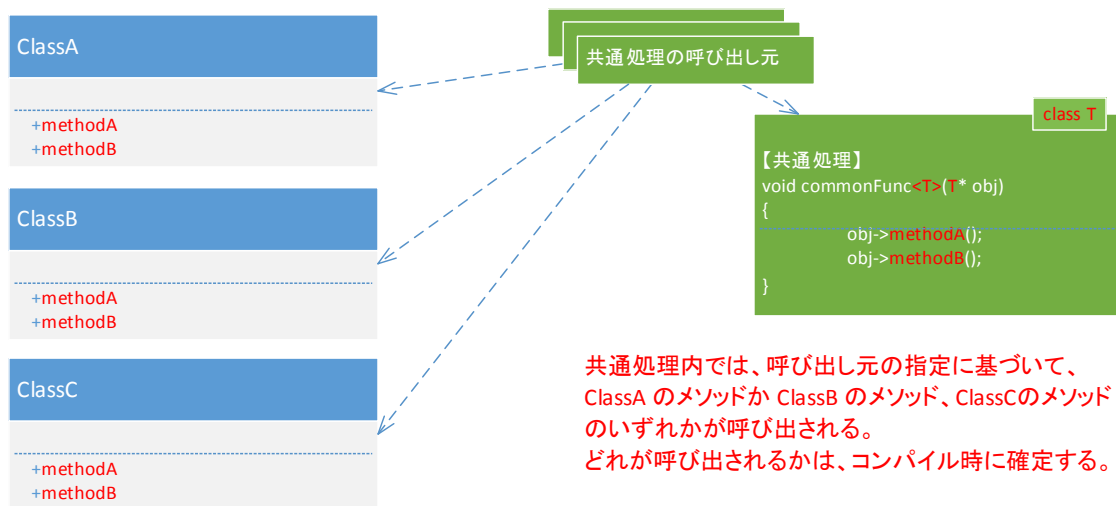 ClassA
+methodA
+methodB
ClassB
+methodA
+methodB
ClassC
+methodA
+methodB
共通処理の呼び出し元
class T
【共通処理】
void commonFunc<T>(T* obj)
{
obj->methodA();
obj->methodB();
}
共通処理内では、呼び出し元の指定に基づいて、
ClassA のメソッドか ClassB のメソッド、ClassCのメソッド
のいずれかが呼び出される。
どれが呼び出されるかは、コンパイル時に確定する。